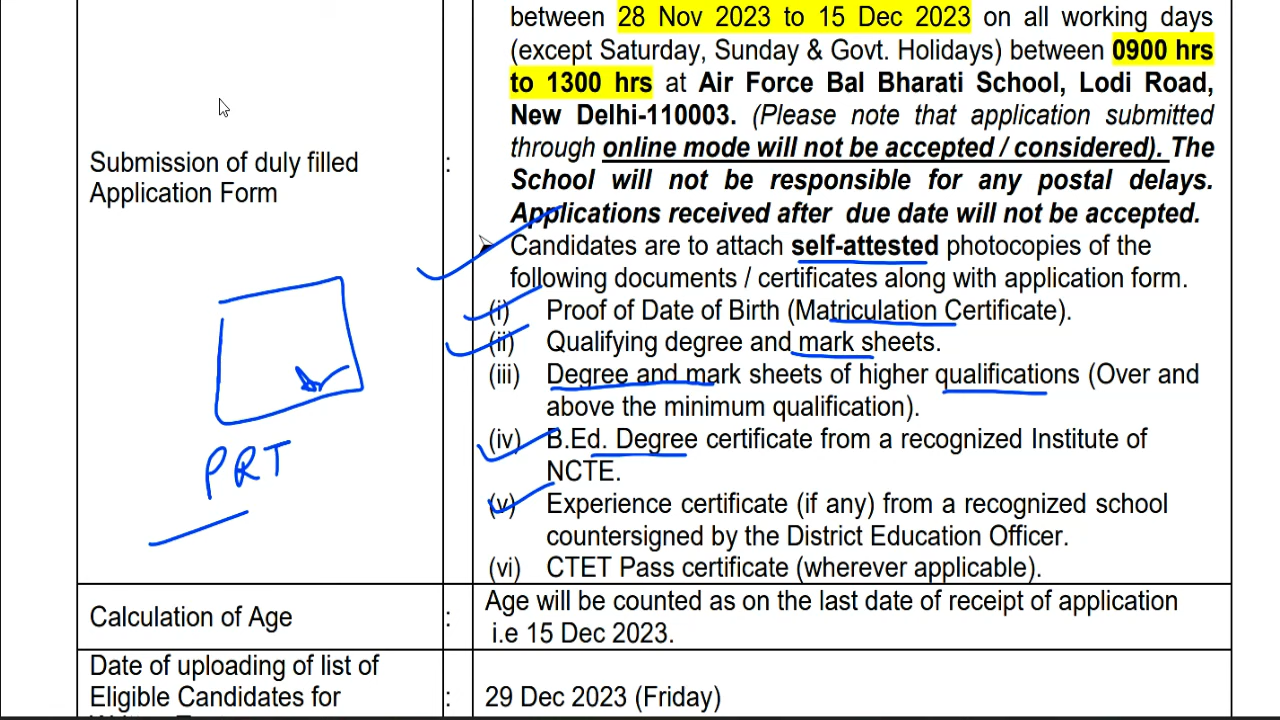 between 28 Nov 2023 to 15 Dec 2023 on all working days
(except Saturday, Sunday & Govt. Holidays) between 0900 hrs
to 1300 hrs at Air Force Bal Bharati School, Lodi Road,
New Delhi-110003. (Please note that application submitted
through online mode will not be accepted / considered). The
School will not be responsible for any postal delays.
Applications received after due date will not be accepted.
Submission of duly filled
Application Form
:
➢ Candidates are to attach self-attested photocopies of the
following documents / certificates along with application form.
(i) Proof of Date of Birth (Matriculation Certificate).
(ii) Qualifying degree and mark sheets.
(iii) Degree and mark sheets of higher qualifications (Over and
above the minimum qualification).
(iv) B.Ed. Degree certificate from a recognized Institute of
NCTE.
(v) Experience certificate (if any) from a recognized school
countersigned by the District Education Officer.
(vi) CTET Pass certificate (wherever applicable).
PRT
Calculation of Age : Age will be counted as on the last date of receipt of application
i.e 15 Dec 2023.
Date of uploading of list of
Eligible Candidates for : 29 Dec 2023 (Friday)